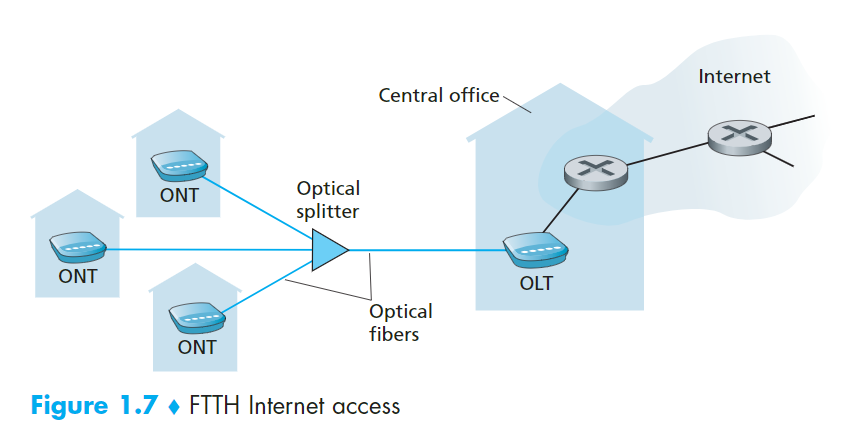 Internet
Central office
ONT
Optical
splitter
ONT
OLT
Optical
fibers
ONT
Figure 1.7 ♦ FTTH Internet access